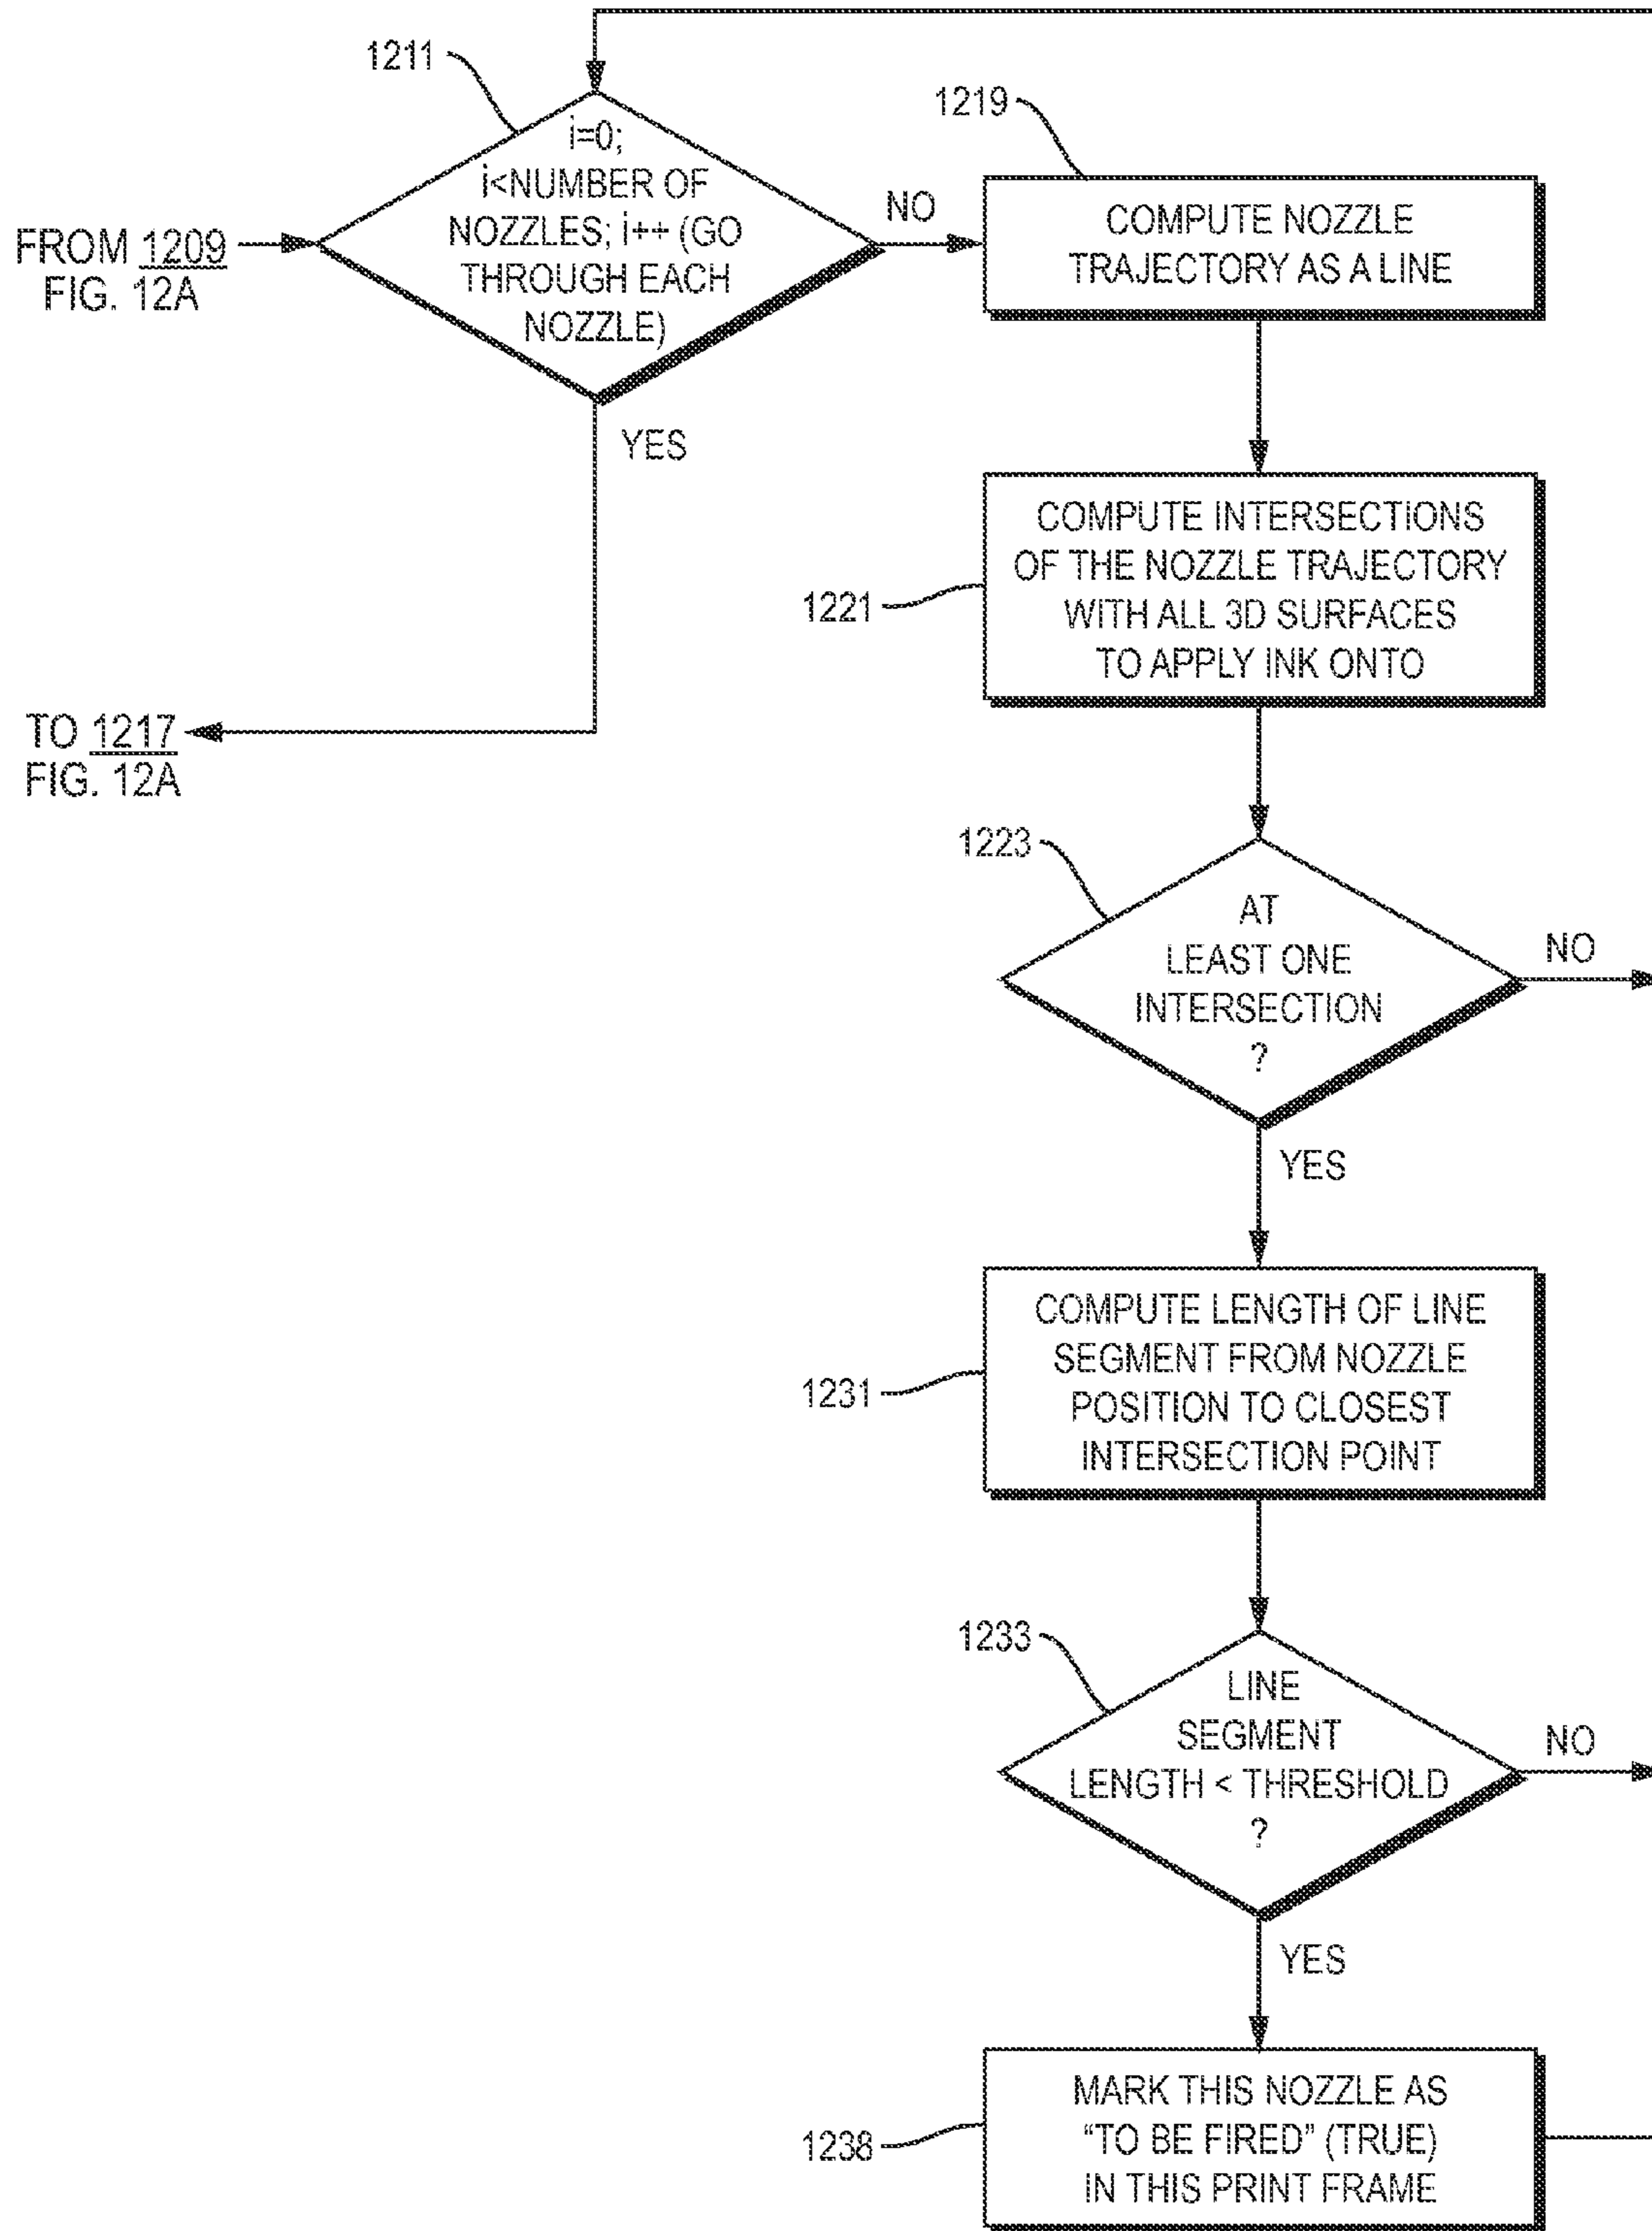 1211
i=0;
i<NUMBER OF
NOZZLES; i++ (GO
THROUGH EACH
NOZZLE)
FROM 1209
FIG. 12A
NO
YES
TO 1217
FIG. 12A
1219
COMPUTE NOZZLE
TRAJECTORY AS A LINE
1221
COMPUTE INTERSECTIONS
OF THE NOZZLE TRAJECTORY
WITH ALL 3D SURFACES
TO APPLY INK ONTO
1223
AT
LEAST ONE
INTERSECTION
?
NO
YES
1231
COMPUTE LENGTH OF LINE
SEGMENT FROM NOZZLE
POSITION TO CLOSEST
INTERSECTION POINT
1233
LINE
SEGMENT
LENGTH < THRESHOLD
?
NO
YES
1238
MARK THIS NOZZLE AS
“TO BE FIRED” (TRUE)
IN THIS PRINT FRAME